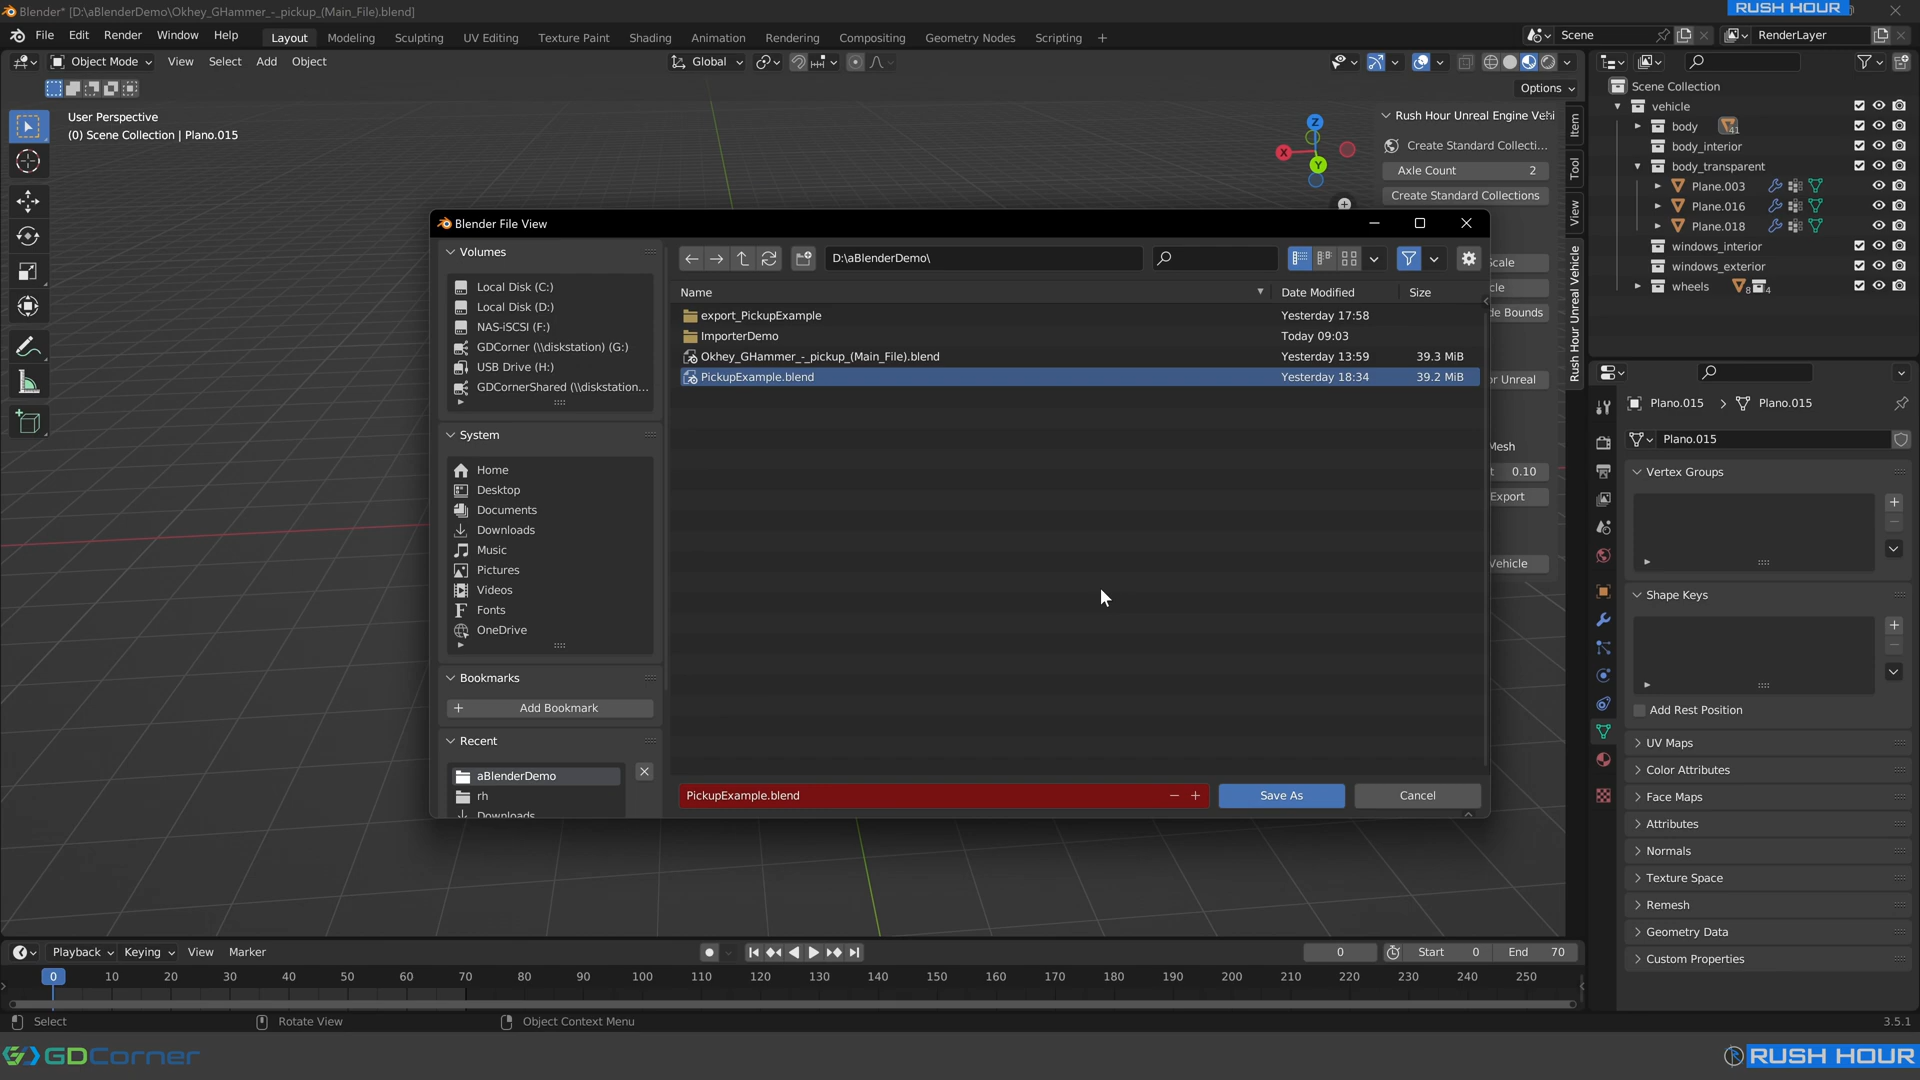 Blender* [D:\aBlenderDemo\Okhey_GHammer_-_pickup_(Main_File).blend]
RUSH HOUR
File Edit Render Window Help
Layout Modeling Sculpting UV Editing Texture Paint Shading Animation Rendering Compositing Geometry Nodes Scripting +
Scene
RenderLayer
Object Mode View Select Add Object
Global
Options
User Perspective
(0) Scene Collection | Plano.015
Z
X
Y
Rush Hour Unreal Engine Vehi
Create Standard Collecti...
Axle Count 2
Create Standard Collections
Item
Tool
View
Rush Hour Unreal Vehicle
cale
cle
de Bounds
or Unreal
Mesh
t 0.10
Export
Vehicle
Scene Collection
vehicle
body 41
body_interior
body_transparent
Plane.003
Plane.016
Plane.018
windows_interior
windows_exterior
wheels 8 4
Blender File View
Volumes
Local Disk (C:)
Local Disk (D:)
NAS-iSCSI (F:)
GDCorner (\\diskstation) (G:)
USB Drive (H:)
GDCornerShared (\\diskstation...
System
Home
Desktop
Documents
Downloads
Music
Pictures
Videos
Fonts
OneDrive
Bookmarks
Add Bookmark
Recent
aBlenderDemo
rh
Downloads
D:\aBlenderDemo\
Name Date Modified Size
export_PickupExample Yesterday 17:58
ImporterDemo Today 09:03
Okhey_GHammer_-_pickup_(Main_File).blend Yesterday 13:59 39.3 MiB
PickupExample.blend Yesterday 18:34 39.2 MiB
PickupExample.blend
Save As
Cancel
Plano.015 Plano.015
Plano.015
Vertex Groups
Shape Keys
Add Rest Position
UV Maps
Color Attributes
Face Maps
Attributes
Normals
Texture Space
Remesh
Geometry Data
Custom Properties
Playback Keying View Marker
0 Start 0 End 70
0 10 20 30 40 50 60 70 80 90 100 110 120 130 140 150 160 170 180 190 200 210 220 230 240 250
Select Rotate View Object Context Menu
3.5.1
GDCorner
RUSH HOUR